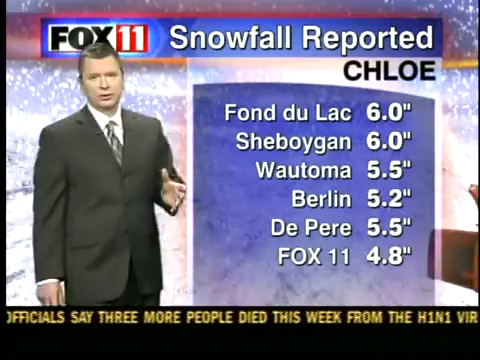 FOX 11 Snowfall Reported
CHLOE
Fond du Lac 6.0"
Sheboygan 6.0"
Wautoma 5.5"
Berlin 5.2"
De Pere 5.5"
FOX 11 4.8"
OFFICIALS SAY THREE MORE PEOPLE DIED THIS WEEK FROM THE H1N1 VIR